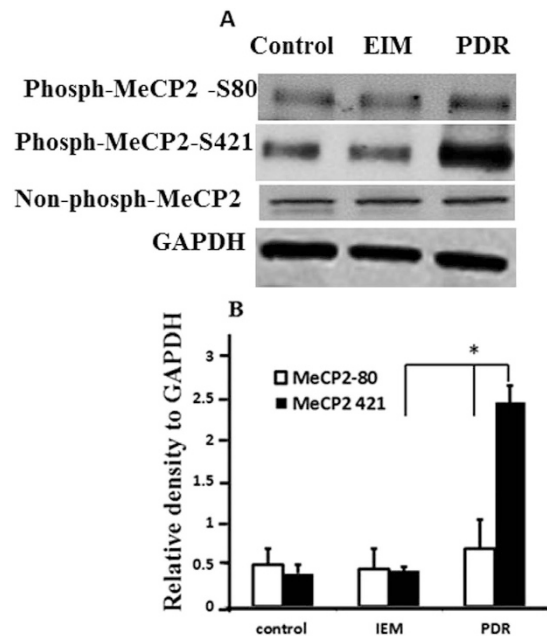 A
Control EIM PDR
Phosph-MeCP2 -S80
Phosph-MeCP2-S421
Non-phosph-MeCP2
GAPDH
B
Relative density to GAPDH
3
2.5
2
1.5
1
0.5
0
*
MeCP2-80
MeCP2 421
control IEM PDR